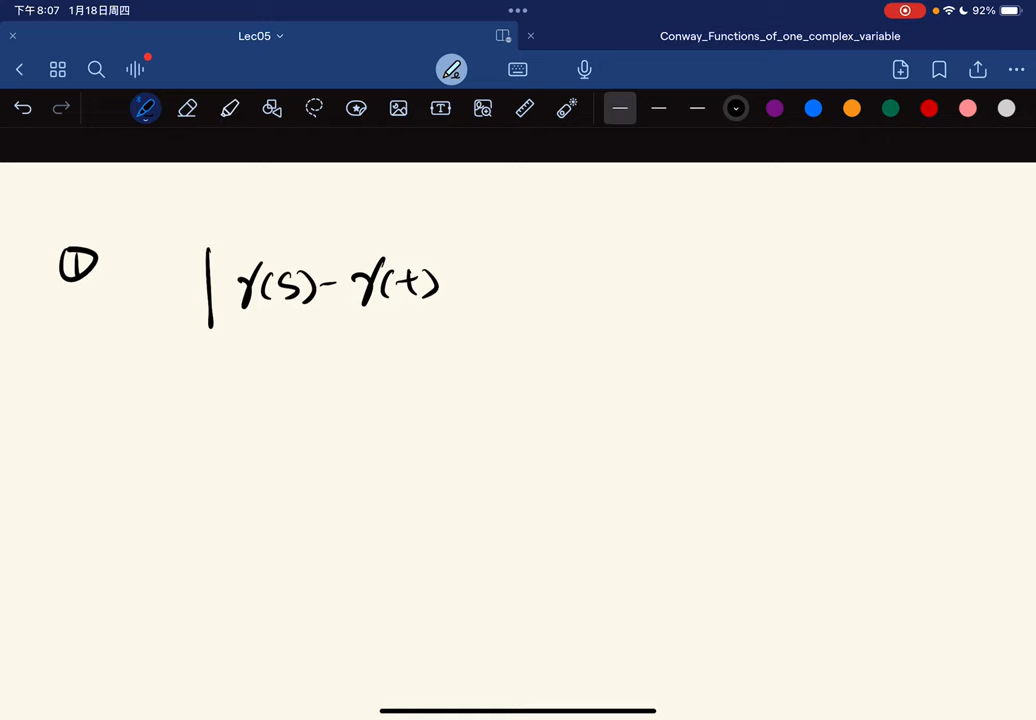 下午8:07 1月18日周四 92%
Lec05 Conway_Functions_of_one_complex_variable
① | γ(s) - γ(t)